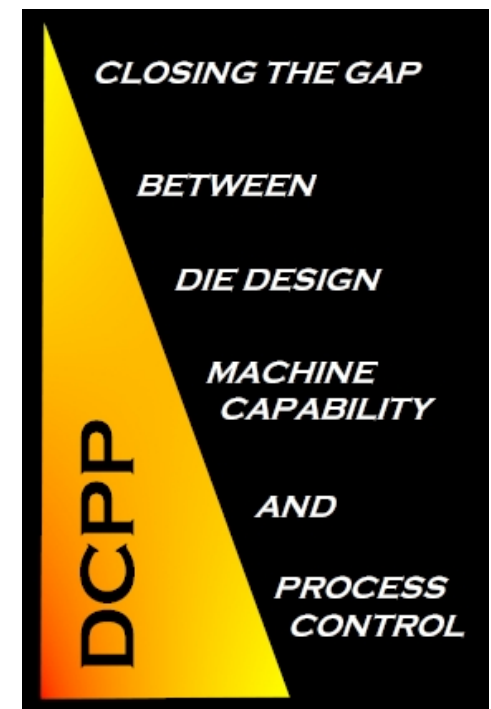 CLOSING THE GAP
BETWEEN
DIE DESIGN
MACHINE
CAPABILITY
AND
PROCESS
CONTROL
DCPP